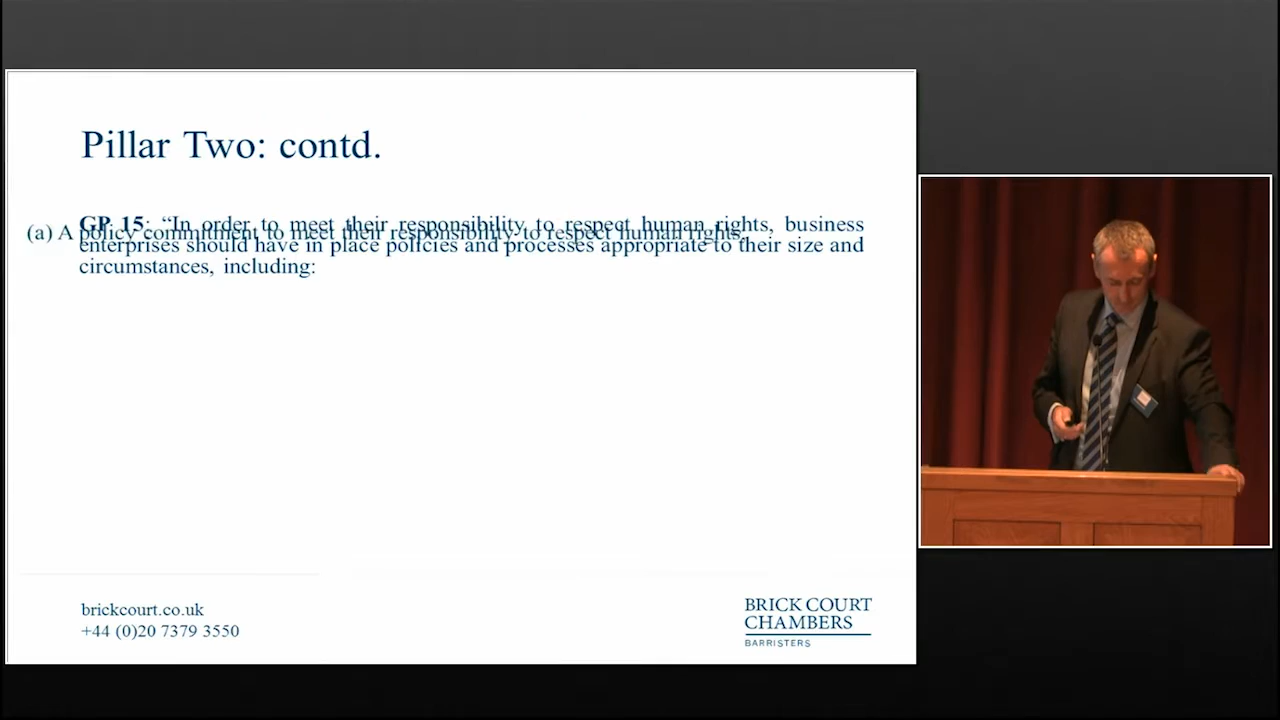 Pillar Two: contd.
GP 15: “In order to meet their responsibility to respect human rights, business
(a) A policy commitment to meet their responsibility to respect human rights;
enterprises should have in place policies and processes appropriate to their size and
circumstances, including:
brickcourt.co.uk
+44 (0)20 7379 3550
BRICK COURT
CHAMBERS
BARRISTERS